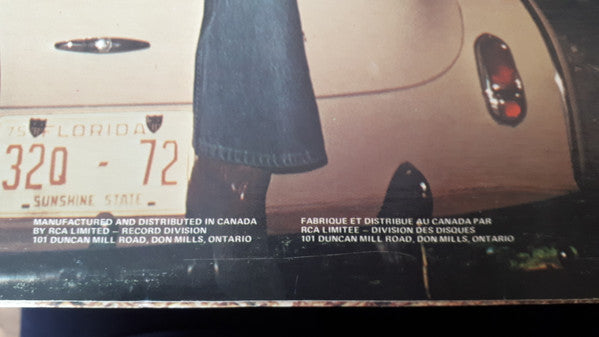 75 FLORIDA
32Q - 72
SUNSHINE STATE
MANUFACTURED AND DISTRIBUTED IN CANADA
BY RCA LIMITED – RECORD DIVISION
101 DUNCAN MILL ROAD, DON MILLS, ONTARIO
FABRIQUE ET DISTRIBUE AU CANADA PAR
RCA LIMITEE – DIVISION DES DISQUES
101 DUNCAN MILL ROAD, DON MILLS, ONTARIO